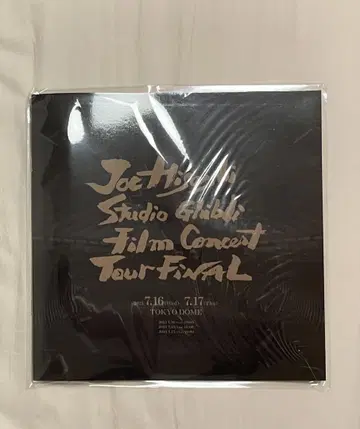 Joe Hisaishi
Studio Ghibli
Film Concert
Tour FINAL
7.16 7.17
TOKYO DOME